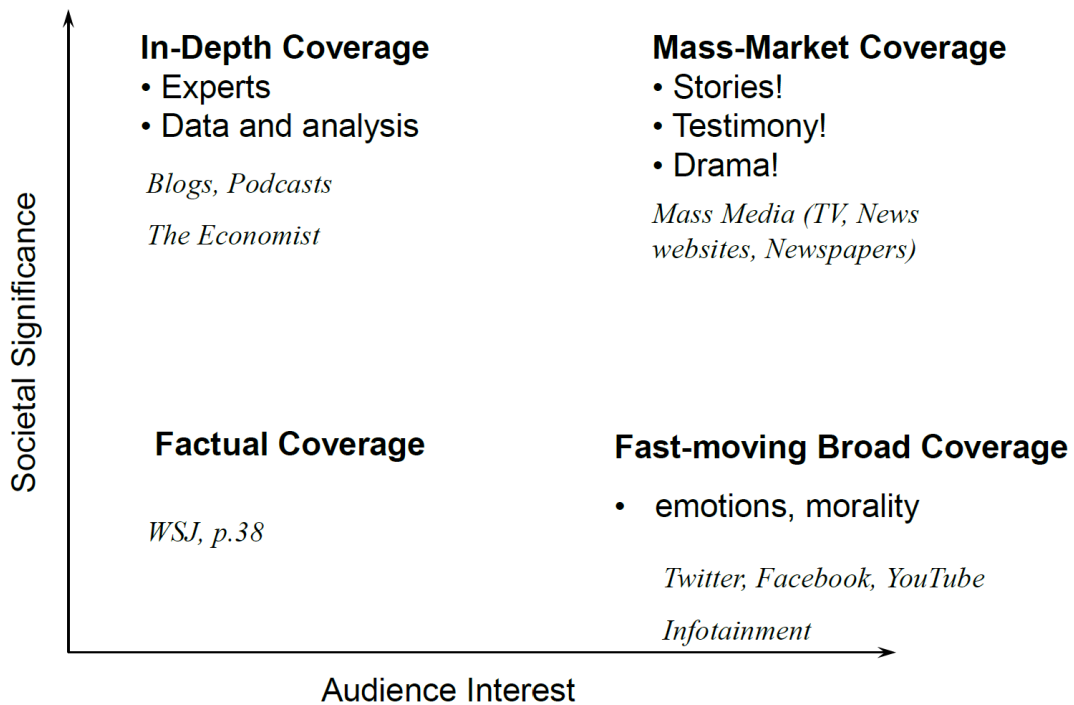 In-Depth Coverage
• Experts
• Data and analysis
Blogs, Podcasts
The Economist
Mass-Market Coverage
• Stories!
• Testimony!
• Drama!
Mass Media (TV, News
websites, Newspapers)
Societal Significance
Factual Coverage
WSJ, p.38
Fast-moving Broad Coverage
• emotions, morality
Twitter, Facebook, YouTube
Infotainment
Audience Interest